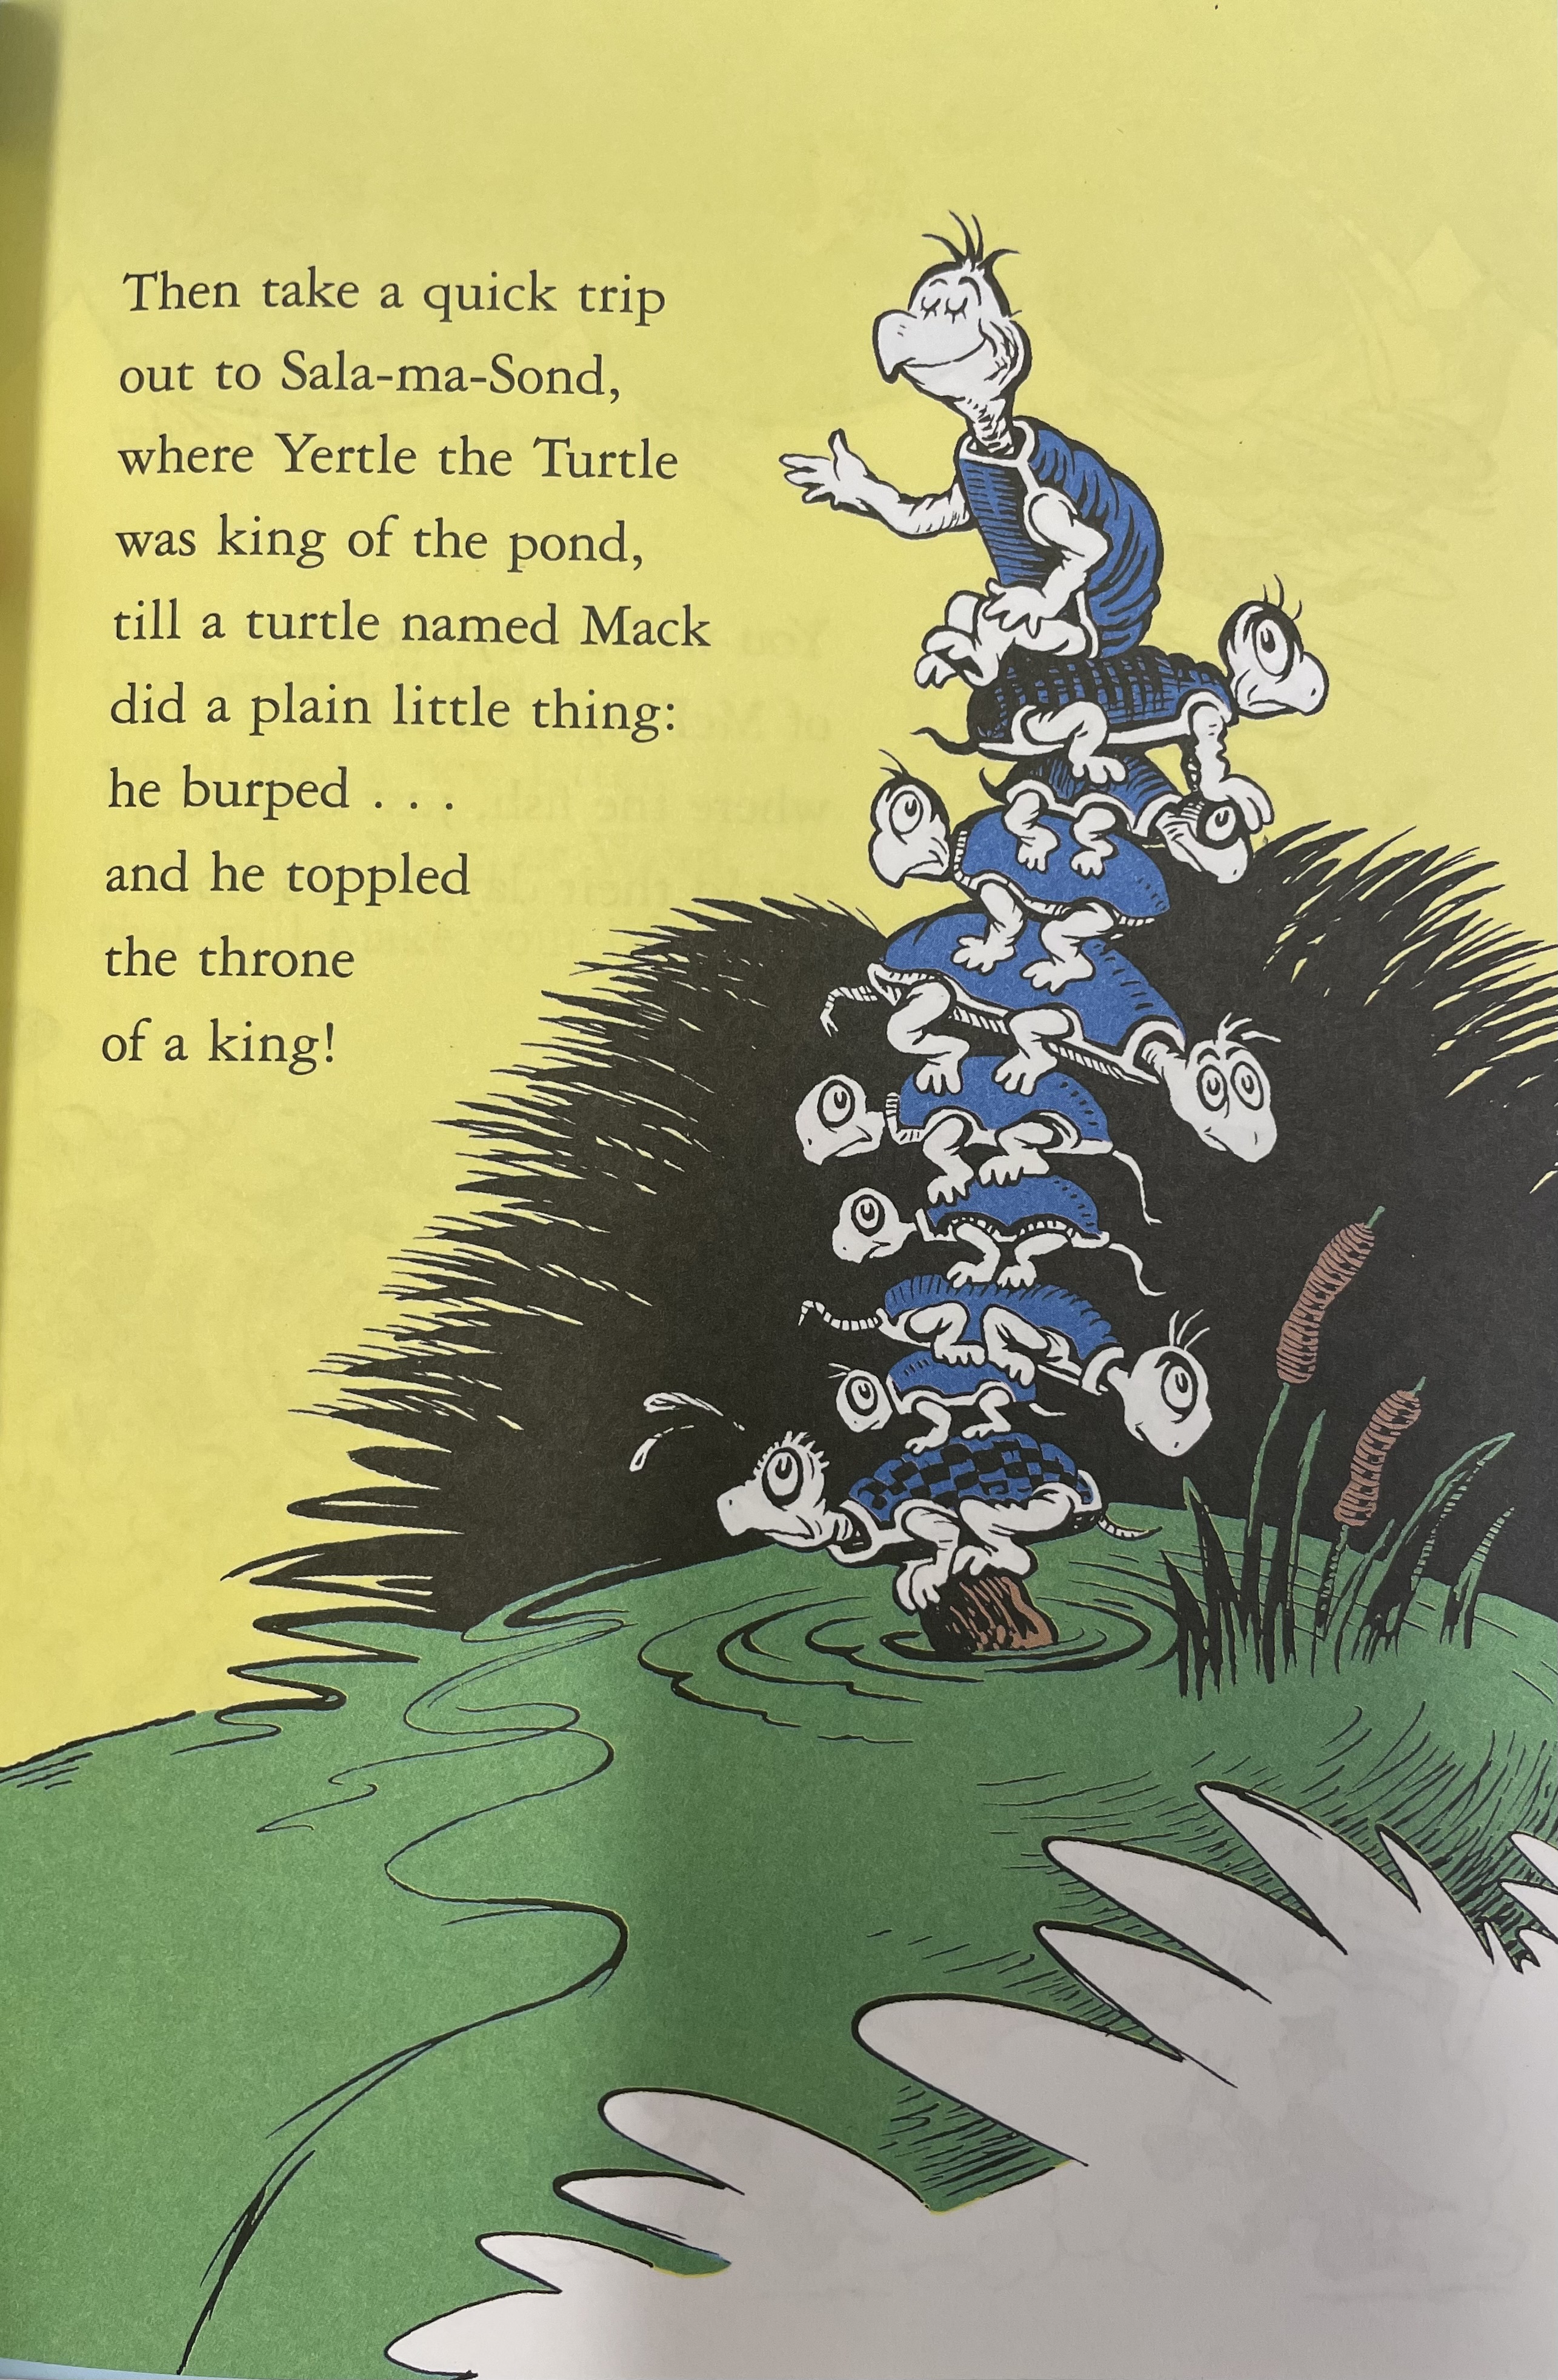 Then take a quick trip
out to Sala-ma-Sond,
where Yertle the Turtle
was king of the pond,
till a turtle named Mack
did a plain little thing:
he burped . . .
and he toppled
the throne
of a king!